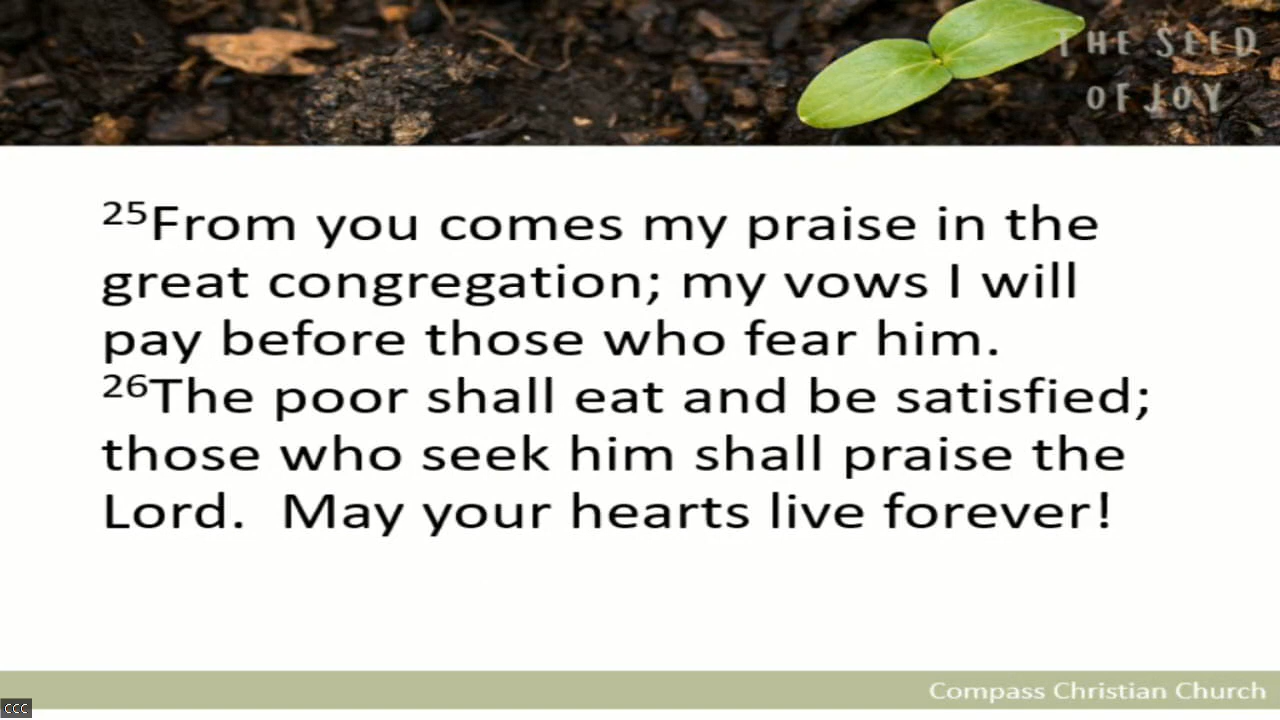 THE SEED
OF JOY
25From you comes my praise in the
great congregation; my vows I will
pay before those who fear him.
26The poor shall eat and be satisfied;
those who seek him shall praise the
Lord.  May your hearts live forever!
Compass Christian Church
CCC